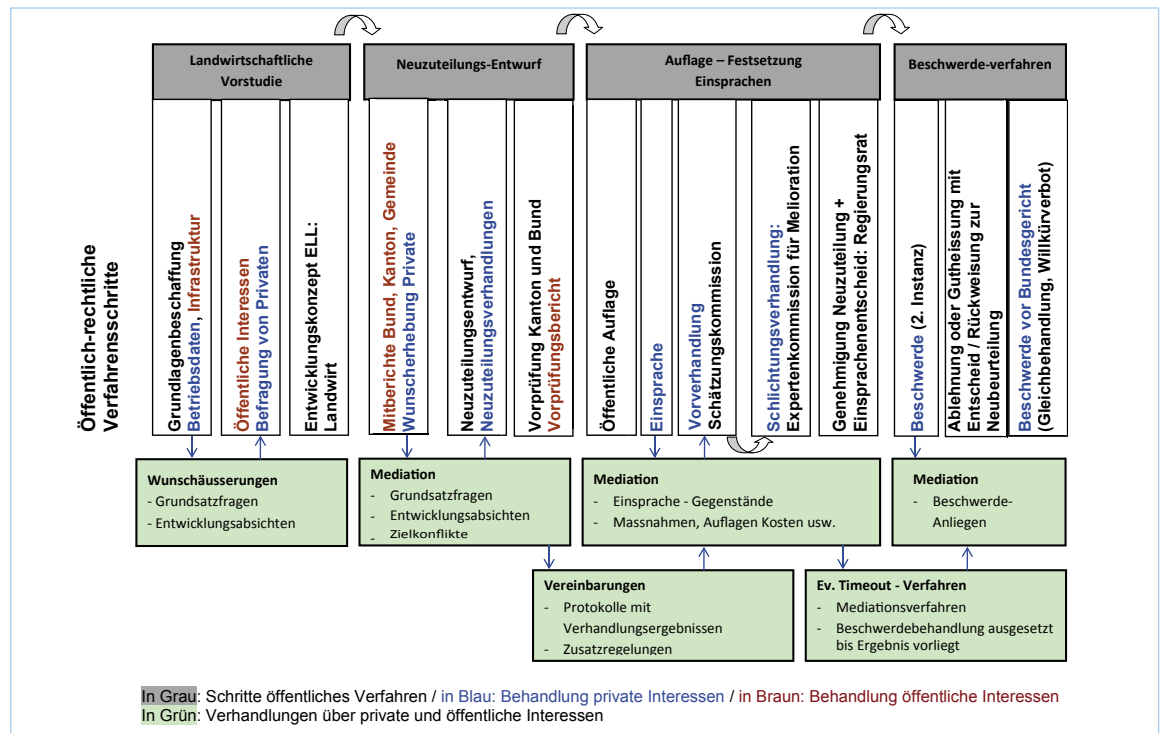 Landwirtschaftliche
Vorstudie
Neuzuteilungs-Entwurf
Auflage – Festsetzung
Einsprachen
Beschwerde-verfahren
Öffentlich-rechtliche
Verfahrensschritte
Grundlagenbeschaffung
Betriebsdaten, Infrastruktur
Öffentliche Interessen
Befragung von Privaten
Entwicklungskonzept ELL:
Landwirt
Mitberichte Bund, Kanton, Gemeinde
Wunscherhebung Private
Neuzuteilungsentwurf,
Neuzuteilungsverhandlungen
Vorprüfung Kanton und Bund
Vorprüfungsbericht
Öffentliche Auflage
Einsprache
Vorverhandlung
Schätzungskommission
Schlichtungsverhandlung:
Expertenkommission für Melioration
Genehmigung Neuzuteilung +
Einsprachenentscheid: Regierungsrat
Beschwerde (2. Instanz)
Ablehnung oder Gutheissung mit
Entscheid / Rückweisung zur
Neubeurteilung
Beschwerde vor Bundesgericht
(Gleichbehandlung, Willkürverbot)
Wunschäusserungen
- Grundsatzfragen
- Entwicklungsabsichten
Mediation
- Grundsatzfragen
- Entwicklungsabsichten
- Zielkonflikte
Mediation
- Einsprache - Gegenstände
- Massnahmen, Auflagen Kosten usw.
Mediation
- Beschwerde-
Anliegen
Vereinbarungen
- Protokolle mit
Verhandlungsergebnissen
- Zusatzregelungen
Ev. Timeout - Verfahren
- Mediationsverfahren
- Beschwerdebehandlung ausgesetzt
bis Ergebnis vorliegt
In Grau: Schritte öffentliches Verfahren / in Blau: Behandlung private Interessen / in Braun: Behandlung öffentliche Interessen
In Grün: Verhandlungen über private und öffentliche Interessen